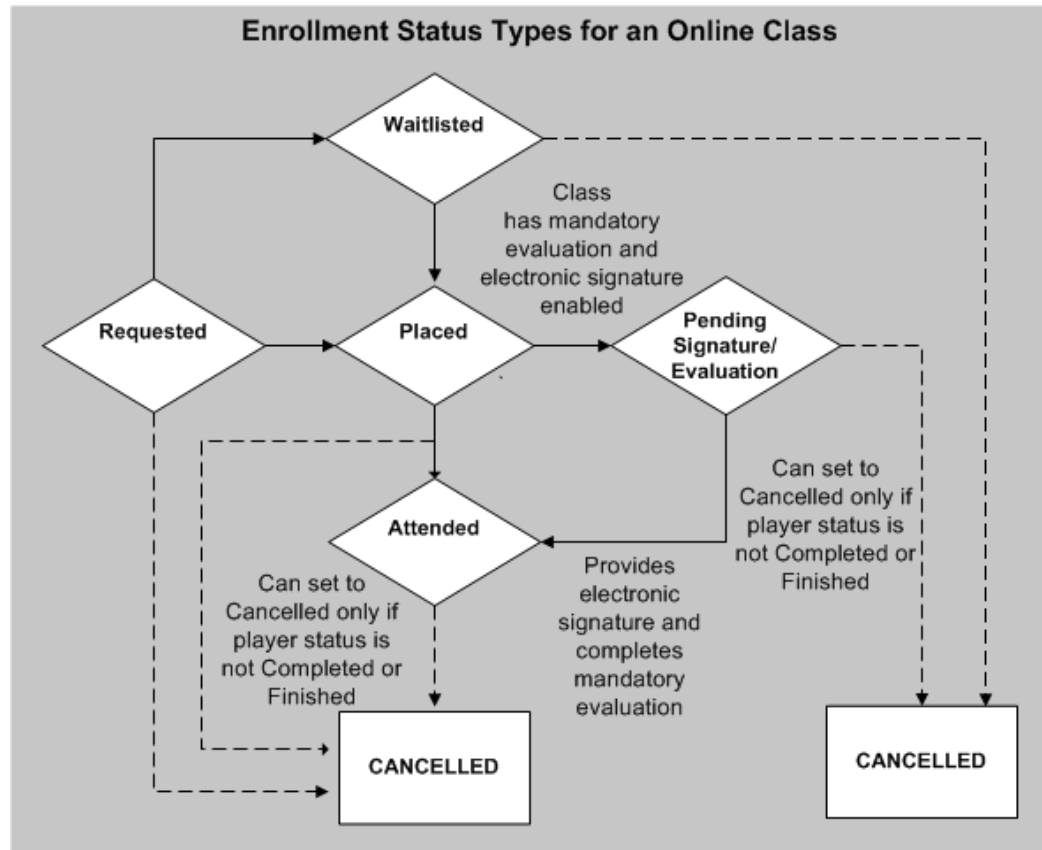 Enrollment Status Types for an Online Class
Waitlisted
Class
has mandatory
evaluation and
electronic signature
enabled
Requested
Placed
Pending
Signature/
Evaluation
Attended
Can set to
Cancelled only if
player status is
not Completed or
Finished
Provides
electronic
signature and
completes
mandatory
evaluation
Can set to
Cancelled only if
player status is
not Completed or
Finished
CANCELLED
CANCELLED